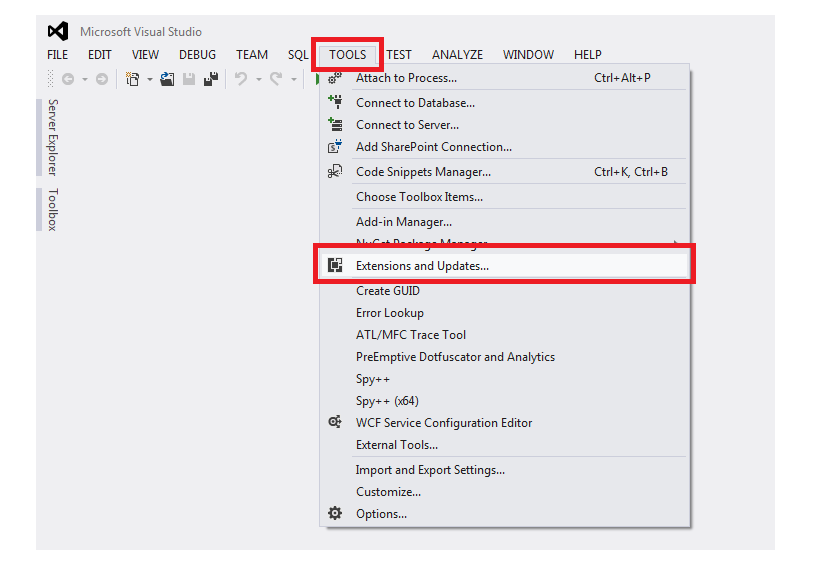 Microsoft Visual Studio
FILE EDIT VIEW DEBUG TEAM SQL TOOLS TEST ANALYZE WINDOW HELP
Server Explorer
Toolbox
Attach to Process... Ctrl+Alt+P
Connect to Database...
Connect to Server...
Add SharePoint Connection...
Code Snippets Manager... Ctrl+K, Ctrl+B
Choose Toolbox Items...
Add-in Manager...
NuGet Package Manager
Extensions and Updates...
Create GUID
Error Lookup
ATL/MFC Trace Tool
PreEmptive Dotfuscator and Analytics
Spy++
Spy++ (x64)
WCF Service Configuration Editor
External Tools...
Import and Export Settings...
Customize...
Options...